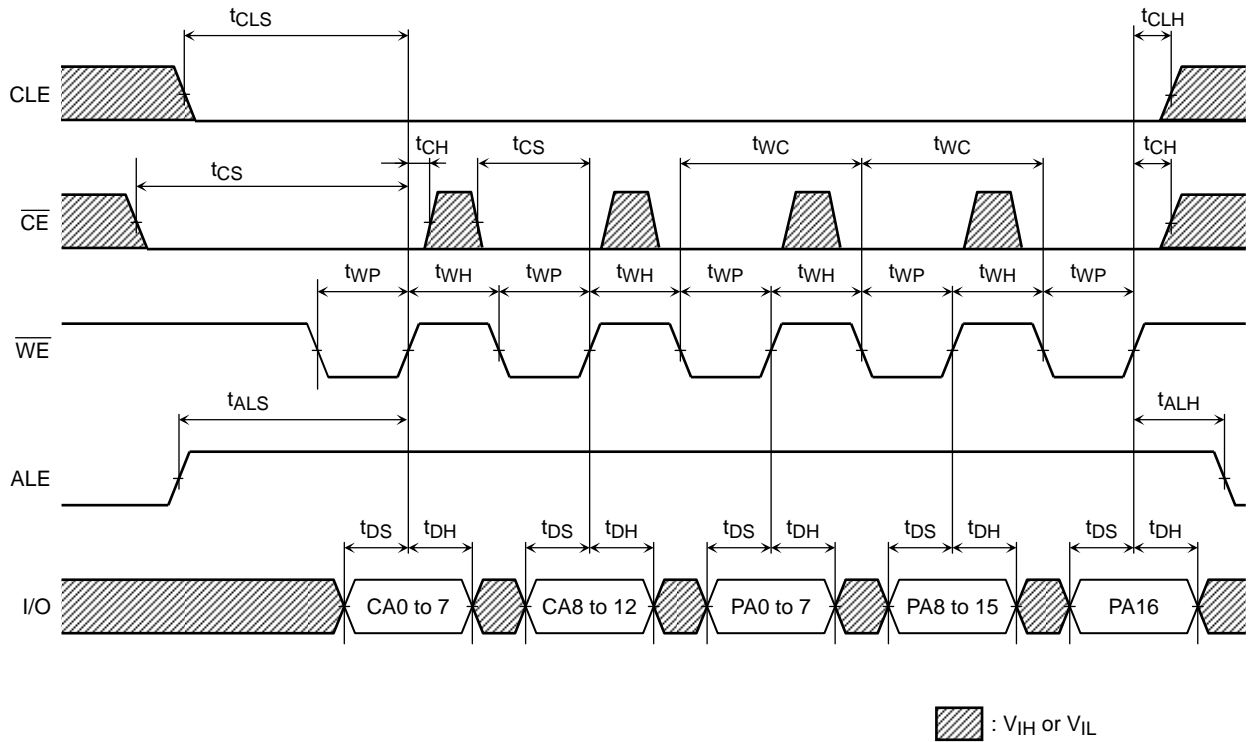 tCLS tCLH
CLE
tCH tCS tWC tWC tCH
tCS
CE
tWP tWH tWP tWH tWP tWH tWP tWH tWP
WE
tALS tALH
ALE
tDS tDH tDS tDH tDS tDH tDS tDH tDS tDH
I/O CA0 to 7 CA8 to 12 PA0 to 7 PA8 to 15 PA16
: VIH or VIL